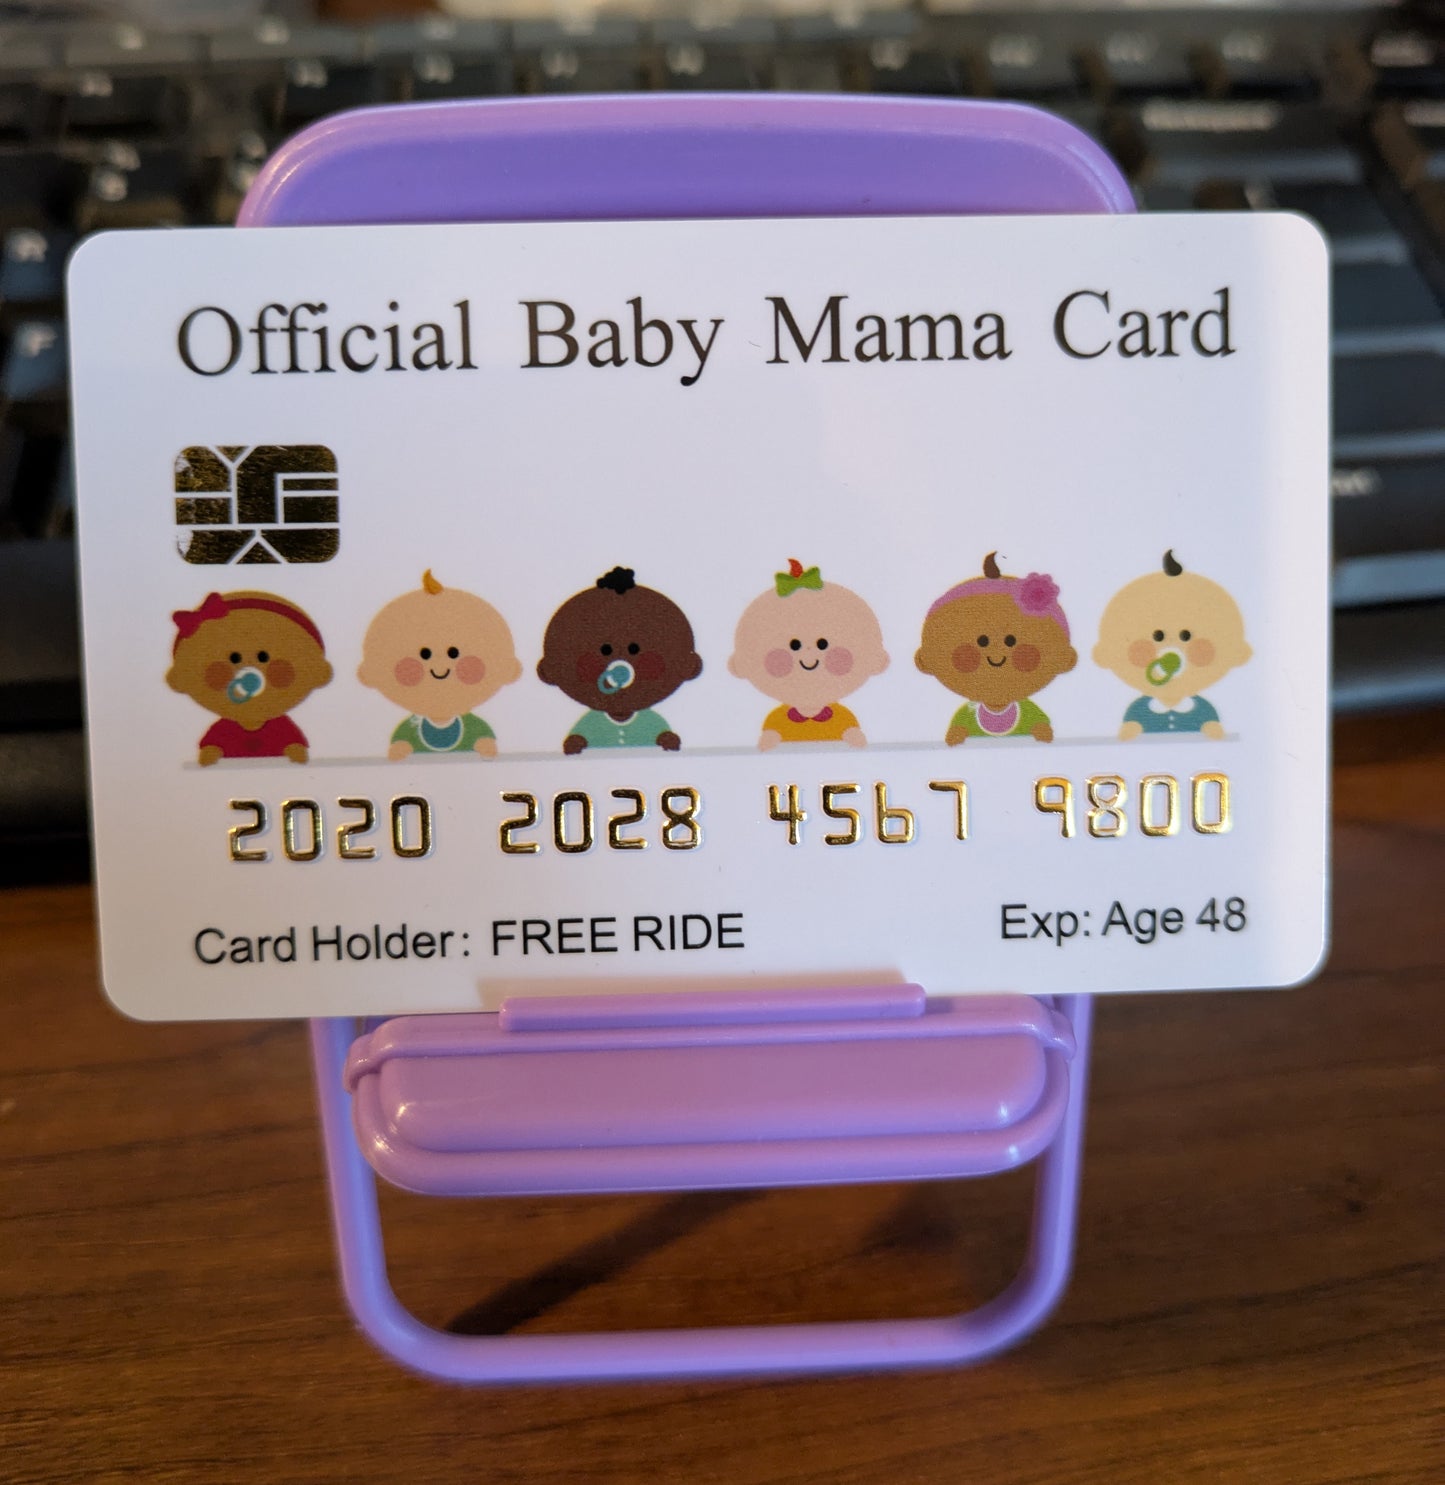 Official Baby Mama Card
2020 2028 4567 9800
Card Holder: FREE RIDE Exp: Age 48